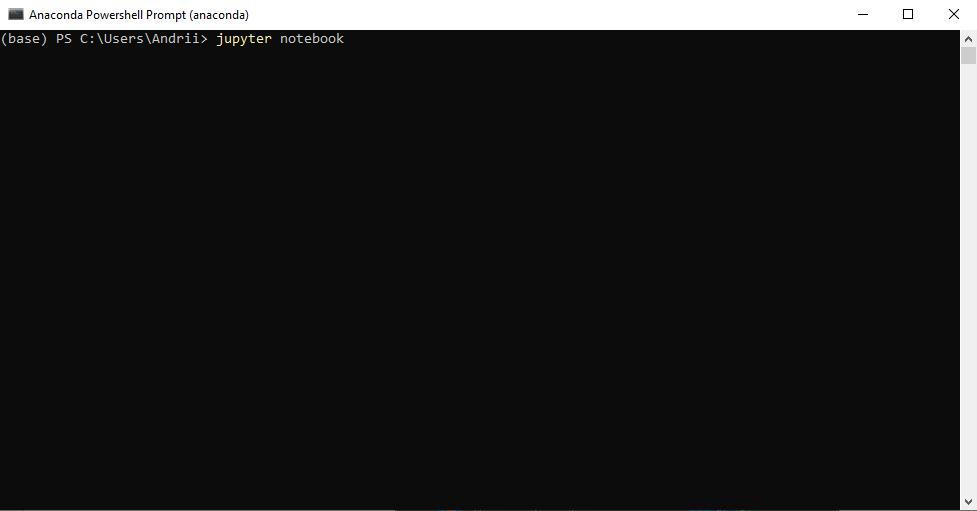 Anaconda Powershell Prompt (anaconda)
(base) PS C:\Users\Andrii> jupyter notebook